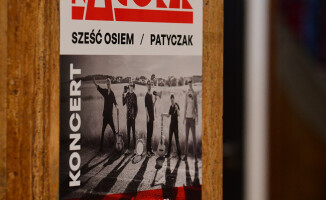 SZEŚĆ OSIEM / PATYCZAK
KONCERT